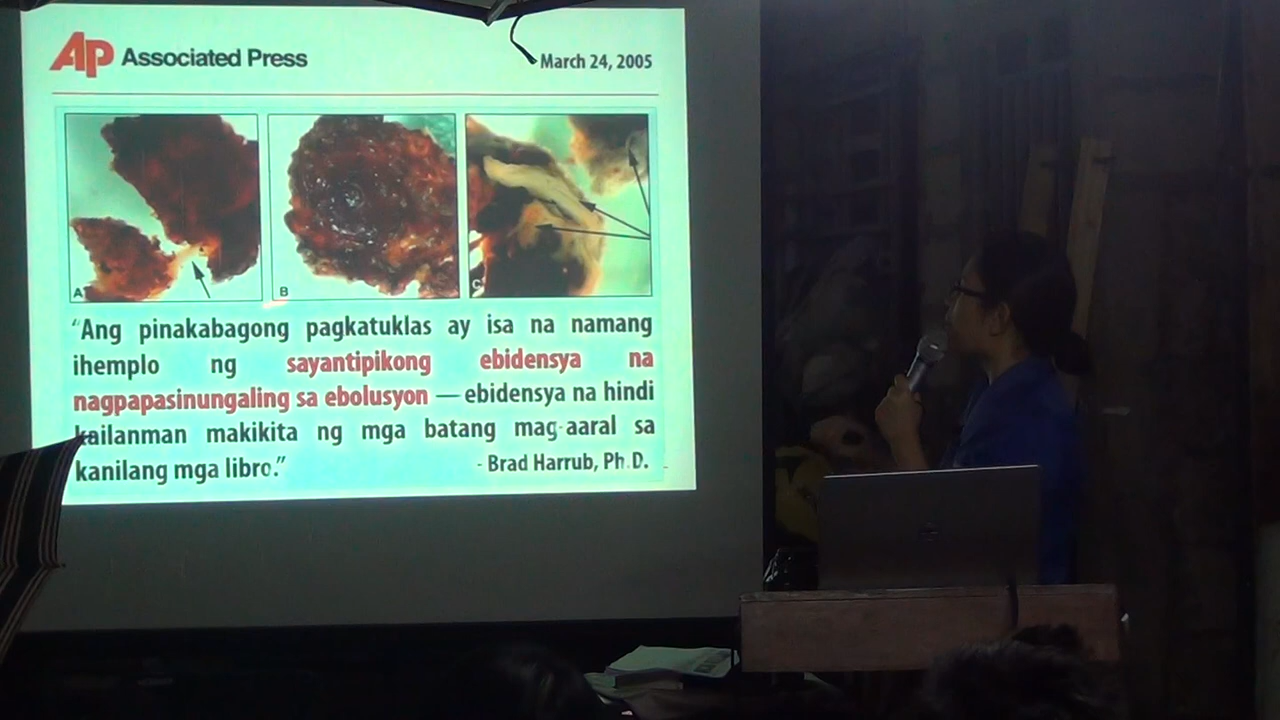 AP Associated Press
March 24, 2005
A
B
C
“Ang pinakabagong pagkatuklas ay isa na namang
ihemplo ng sayantipikong ebidensya na
nagpapasinungaling sa ebolusyon — ebidensya na hindi
kailanman makikita ng mga batang mag-aaral sa
kanilang mga libro.”
- Brad Harrub, Ph.D.